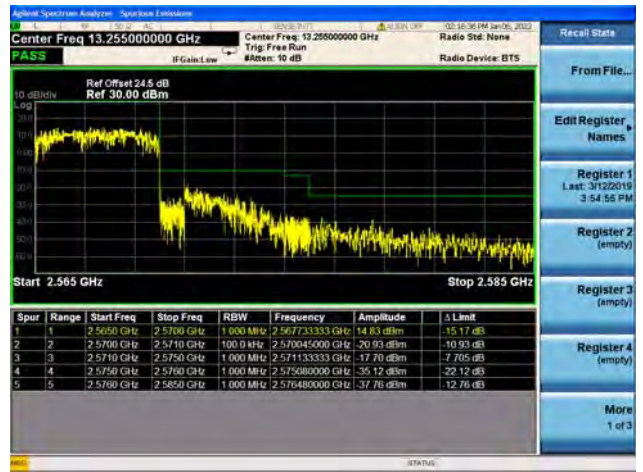 Agilent Spectrum Analyzer Spurious Emissions
RF 50 Ω AC SENSE:INT ALIGN OFF 02:16:36 PM Jan 06, 2022
Center Freq 13.255000000 GHz
Center Freq: 13.255000000 GHz
Radio Std: None
Trig: Free Run
PASS
IFGain:Low
#Atten: 10 dB
Radio Device: BTS
Ref Offset 24.5 dB
10 dB/div Ref 30.00 dBm
Log
Start 2.565 GHz
Stop 2.585 GHz
Spur Range Start Freq Stop Freq RBW Frequency Amplitude Δ Limit
1 1 2.5650 GHz 2.5700 GHz 1.000 MHz 2.567733333 GHz 14.83 dBm -15.17 dB
2 2 2.5700 GHz 2.5710 GHz 100.0 kHz 2.570045000 GHz -20.93 dBm -10.93 dB
3 3 2.5710 GHz 2.5750 GHz 1.000 MHz 2.571133333 GHz -17.70 dBm -7.705 dB
4 4 2.5750 GHz 2.5760 GHz 1.000 MHz 2.575080000 GHz -35.12 dBm -22.12 dB
5 5 2.5760 GHz 2.5850 GHz 1.000 MHz 2.576480000 GHz -37.76 dBm -12.76 dB
MSG
STATUS
Recall State
From File...
Edit Register
Names
Register 1
Last: 3/12/2019
3:54:55 PM
Register 2
(empty)
Register 3
(empty)
Register 4
(empty)
More
1 of 3